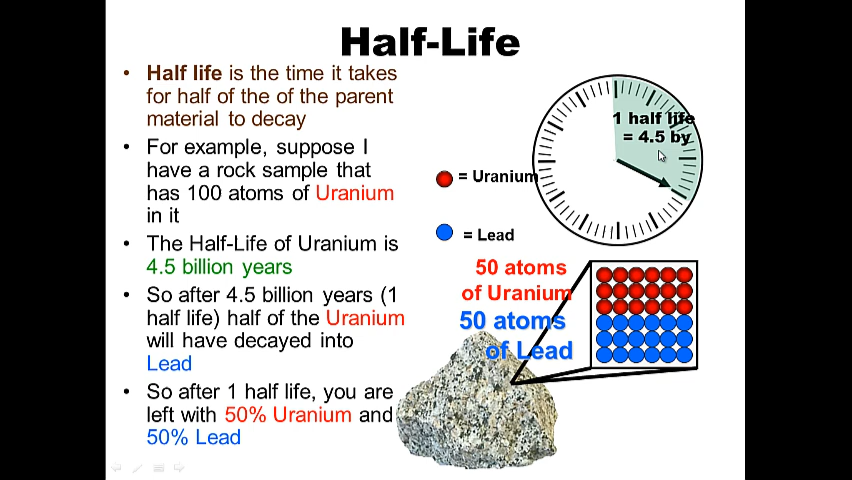 Half-Life
• Half life is the time it takes
for half of the of the parent
material to decay
• For example, suppose I
have a rock sample that
has 100 atoms of Uranium
in it
• The Half-Life of Uranium is
4.5 billion years
• So after 4.5 billion years (1
half life) half of the Uranium
will have decayed into
Lead
• So after 1 half life, you are
left with 50% Uranium and
50% Lead
1 half life
= 4.5 by
= Uranium
= Lead
50 atoms
of Uranium
50 atoms
of Lead